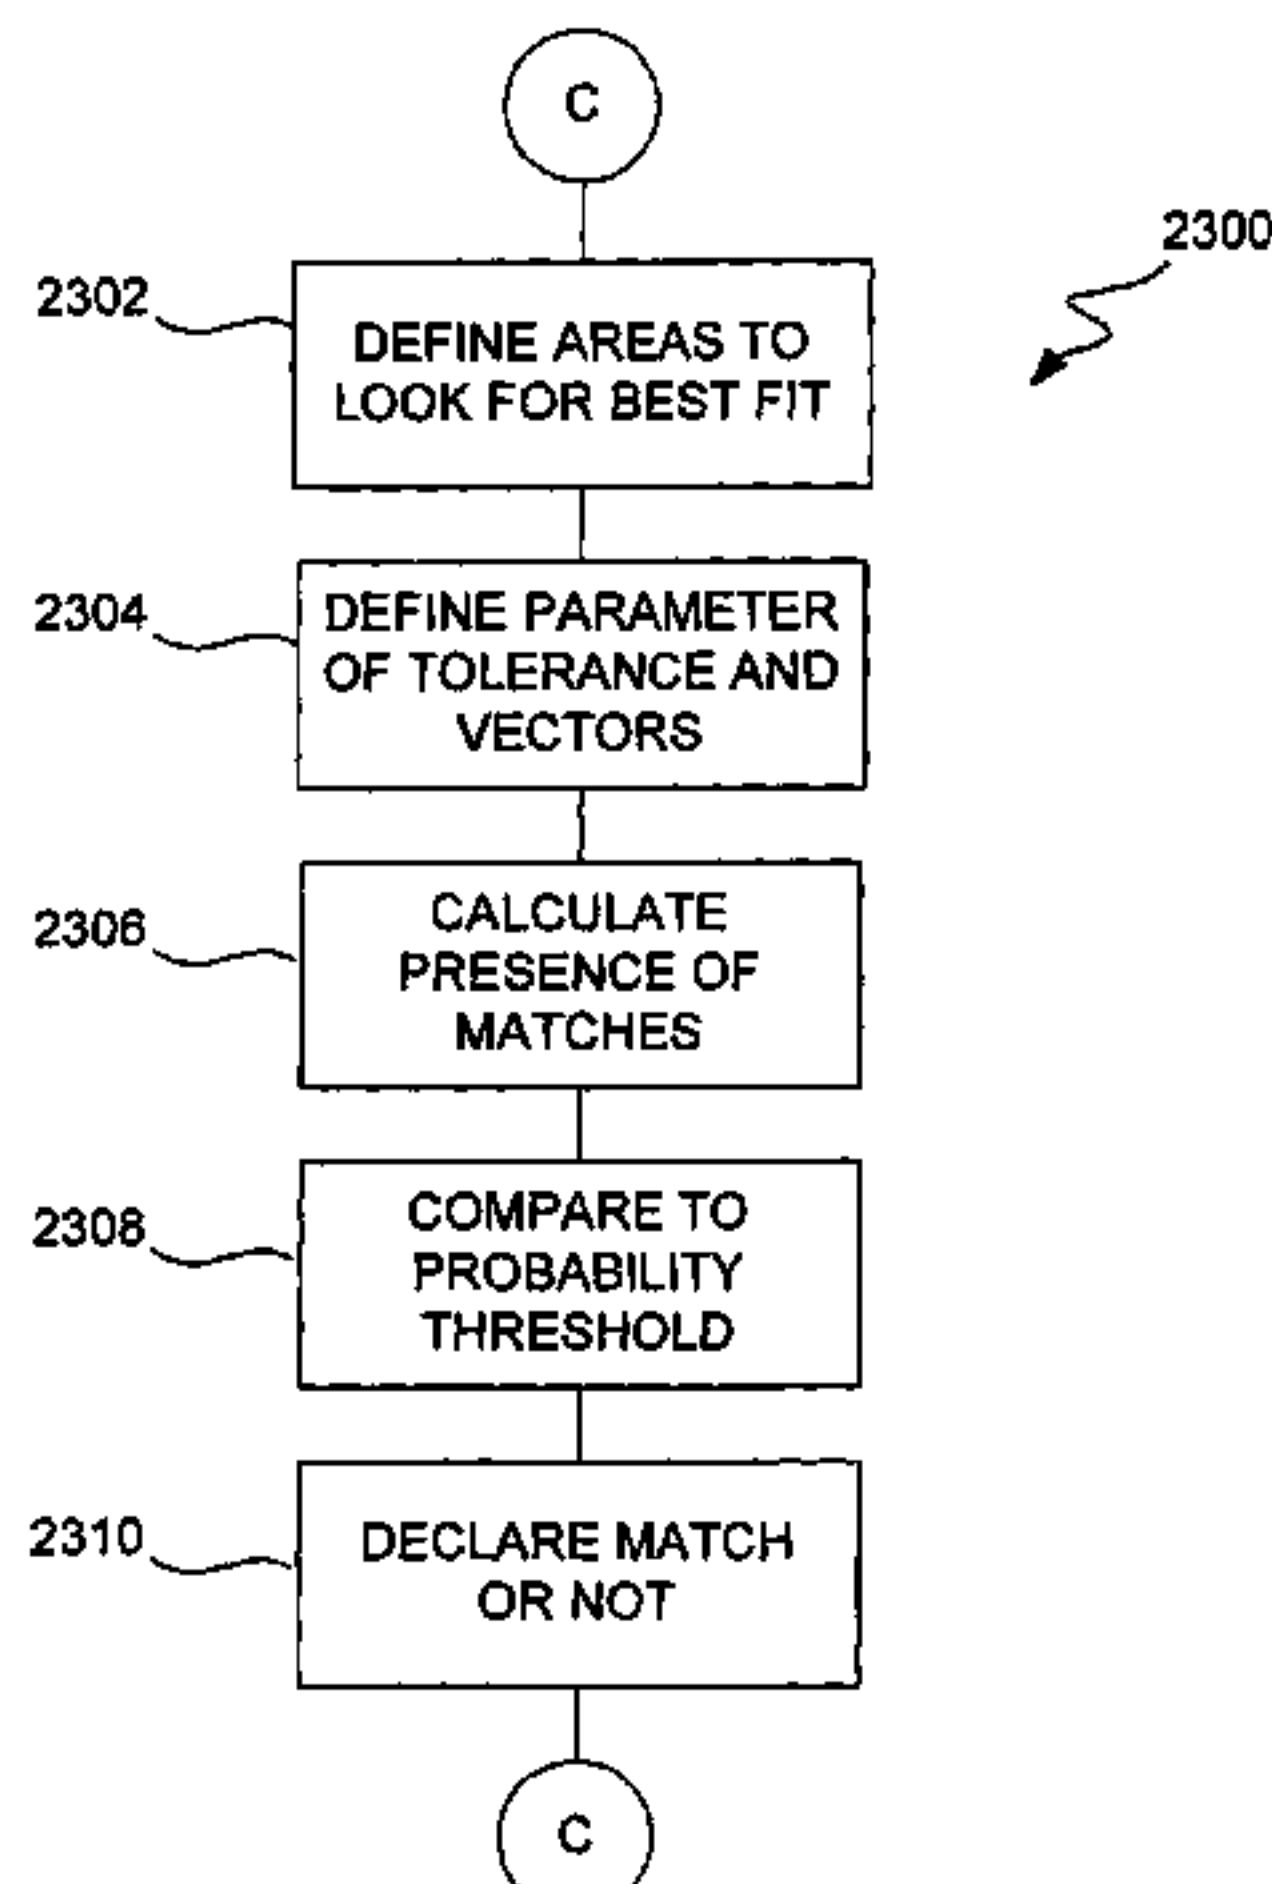 C
2300
2302
DEFINE AREAS TO
LOOK FOR BEST FIT
2304
DEFINE PARAMETER
OF TOLERANCE AND
VECTORS
2306
CALCULATE
PRESENCE OF
MATCHES
2308
COMPARE TO
PROBABILITY
THRESHOLD
2310
DECLARE MATCH
OR NOT
C